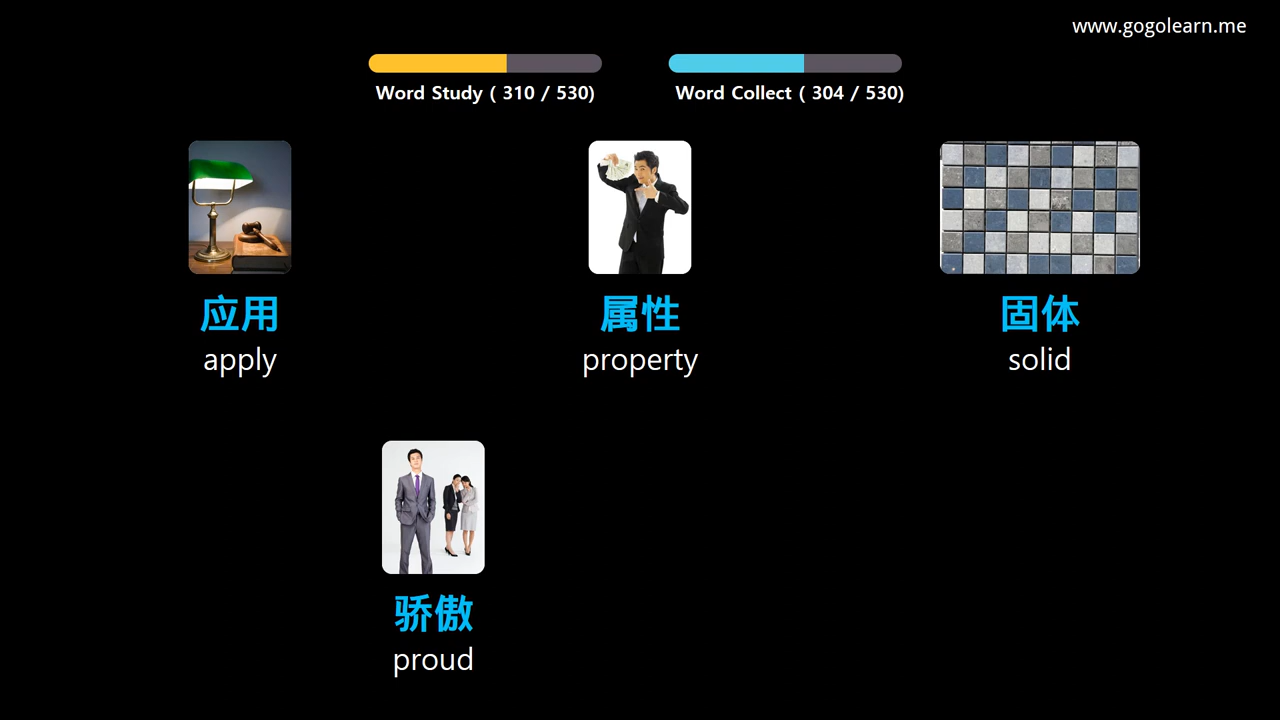 www.gogolearn.me
Word Study ( 310 / 530)
Word Collect ( 304 / 530)
应用
apply
属性
property
固体
solid
骄傲
proud